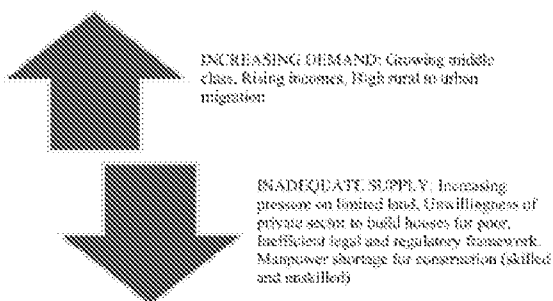 INCREASING DEMAND: Growing middle
class, Rising incomes, High rural to urban
migration
INADEQUATE SUPPLY: Increasing
pressure on limited land, Unwillingness of
private sector to build houses for poor,
Inefficient legal and regulatory framework.
Manpower shortage for construction (skilled
and unskilled)